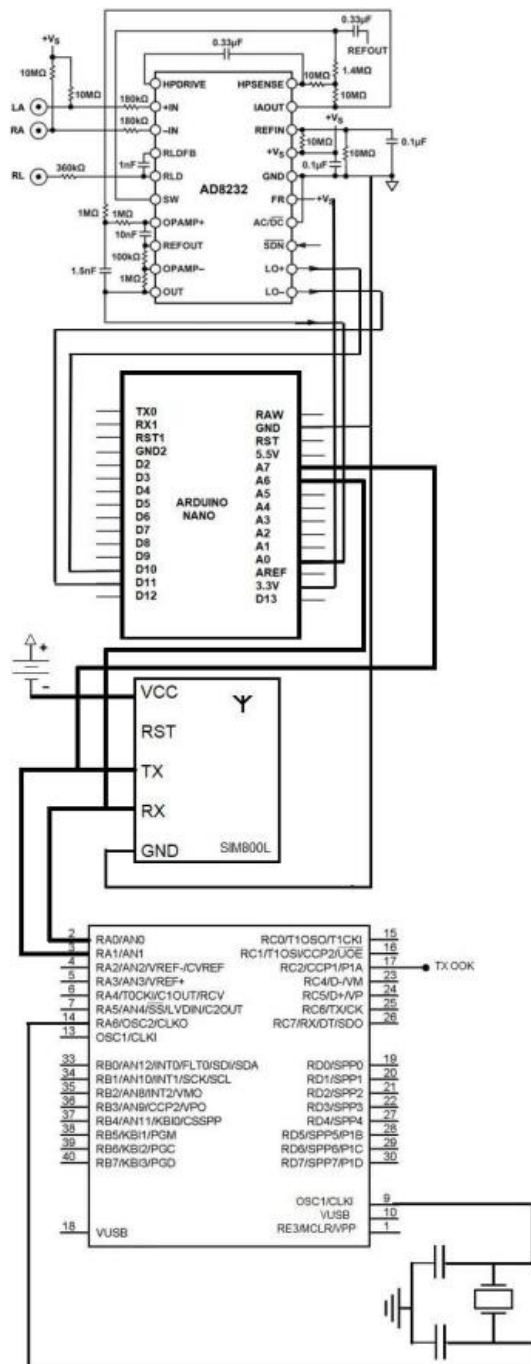 0.33µF
REFOUT
+VS
0.33µF
10MΩ
HPDRIVE
HPSENSE
10MΩ
1.4MΩ
10MΩ
180kΩ
10MΩ
LA
+IN
IAOUT
180kΩ
+VS
RA
–IN
REFIN
10MΩ
0.1µF
RLDFB
+VS
10MΩ
360kΩ
1nF
0.1µF
RL
RLD
GND
AD8232
SW
FR
+VS
1MΩ
1MΩ
OPAMP+
AC/DC
10nF
REFOUT
SDN
100kΩ
1.5nF
OPAMP–
LO+
1MΩ
OUT
LO–
TX0
RX1
RST1
GND2
D2
D3
D4
D5
D6
D7
D8
D9
D10
D11
D12
ARDUINO
NANO
RAW
GND
RST
5.5V
A7
A6
A5
A4
A3
A2
A1
A0
AREF
3.3V
D13
+
-
VCC
RST
TX
RX
GND
SIM800L
2 RA0/AN0
3 RA1/AN1
4 RA2/AN2/VREF-/CVREF
5 RA3/AN3/VREF+
6 RA4/T0CKI/C1OUT/RCV
7 RA5/AN4/SS/LVDIN/C2OUT
14 RA6/OSC2/CLKO
13 OSC1/CLKI
33 RB0/AN12/INT0/FLT0/SDI/SDA
34 RB1/AN10/INT1/SCK/SCL
35 RB2/AN8/INT2/VMO
36 RB3/AN9/CCP2/VPO
37 RB4/AN11/KBI0/CSSPP
38 RB5/KBI1/PGM
39 RB6/KBI2/PGC
40 RB7/KBI3/PGD
18 VUSB
RC0/T1OSO/T1CKI 15
RC1/T1OSI/CCP2/UOE 16
RC2/CCP1/P1A 17
TX OOK
RC4/D-/VM 23
RC5/D+/VP 24
RC6/TX/CK 25
RC7/RX/DT/SDO 26
RD0/SPP0 19
RD1/SPP1 20
RD2/SPP2 21
RD3/SPP3 22
RD4/SPP4 27
RD5/SPP5/P1B 28
RD6/SPP6/P1C 29
RD7/SPP7/P1D 30
OSC1/CLKI 9
VUSB 10
RE3/MCLR/VPP 1